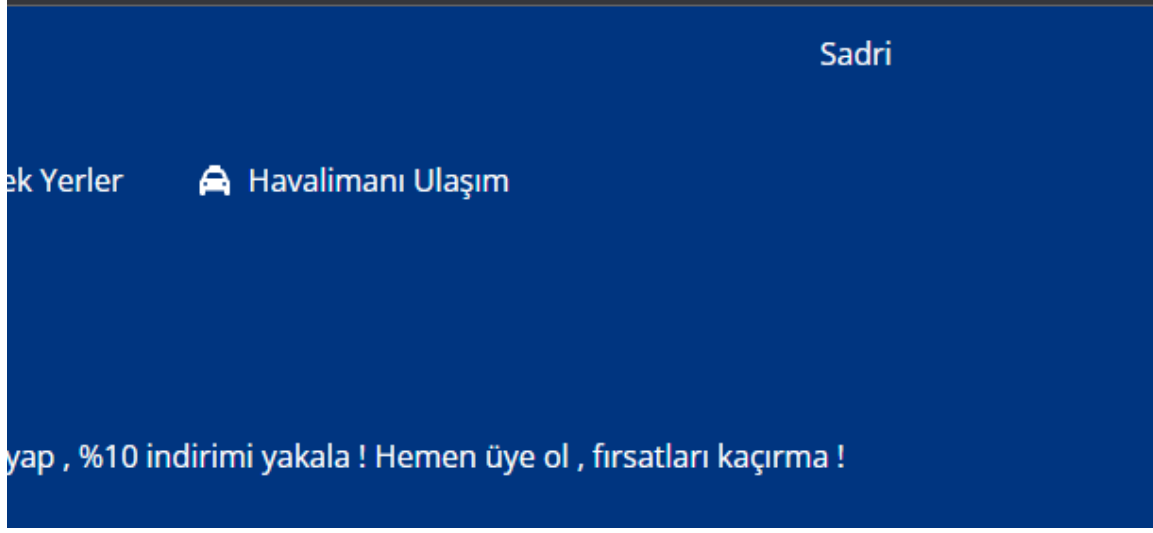 Sadri
ek Yerler Havalimanı Ulaşım
yap , %10 indirimi yakala ! Hemen üye ol , fırsatları kaçırma !